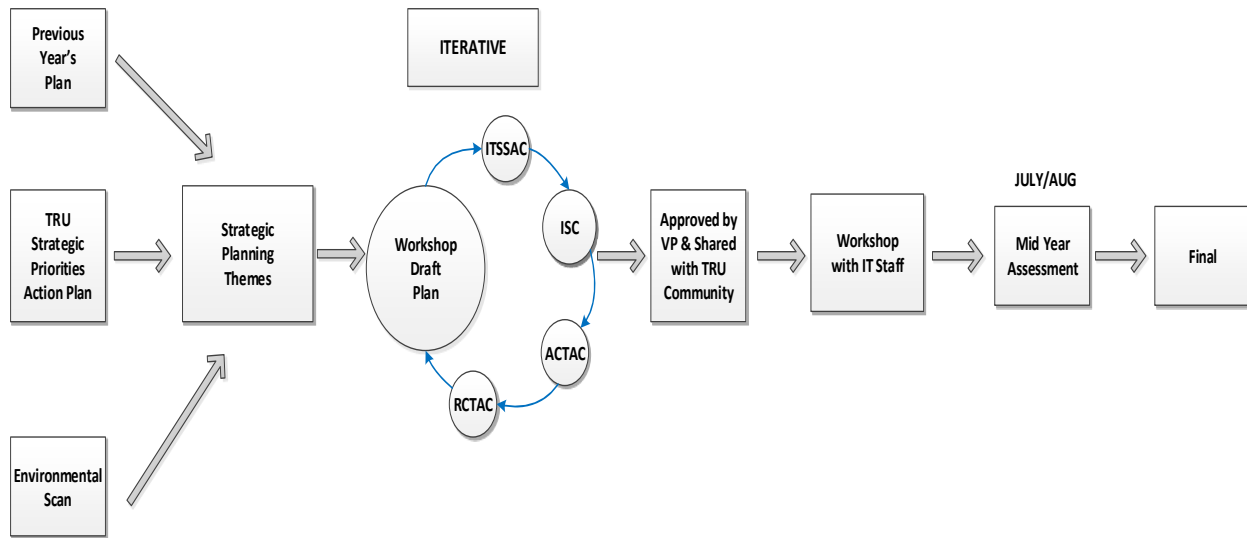 Previous
Year's
Plan
ITERATIVE
TRU
Strategic
Priorities
Action Plan
Environmental
Scan
Strategic
Planning
Themes
Workshop
Draft
Plan
ITSSAC
ISC
ACTAC
RCTAC
Approved by
VP & Shared
with TRU
Community
Workshop
with IT Staff
JULY/AUG
Mid Year
Assessment
Final